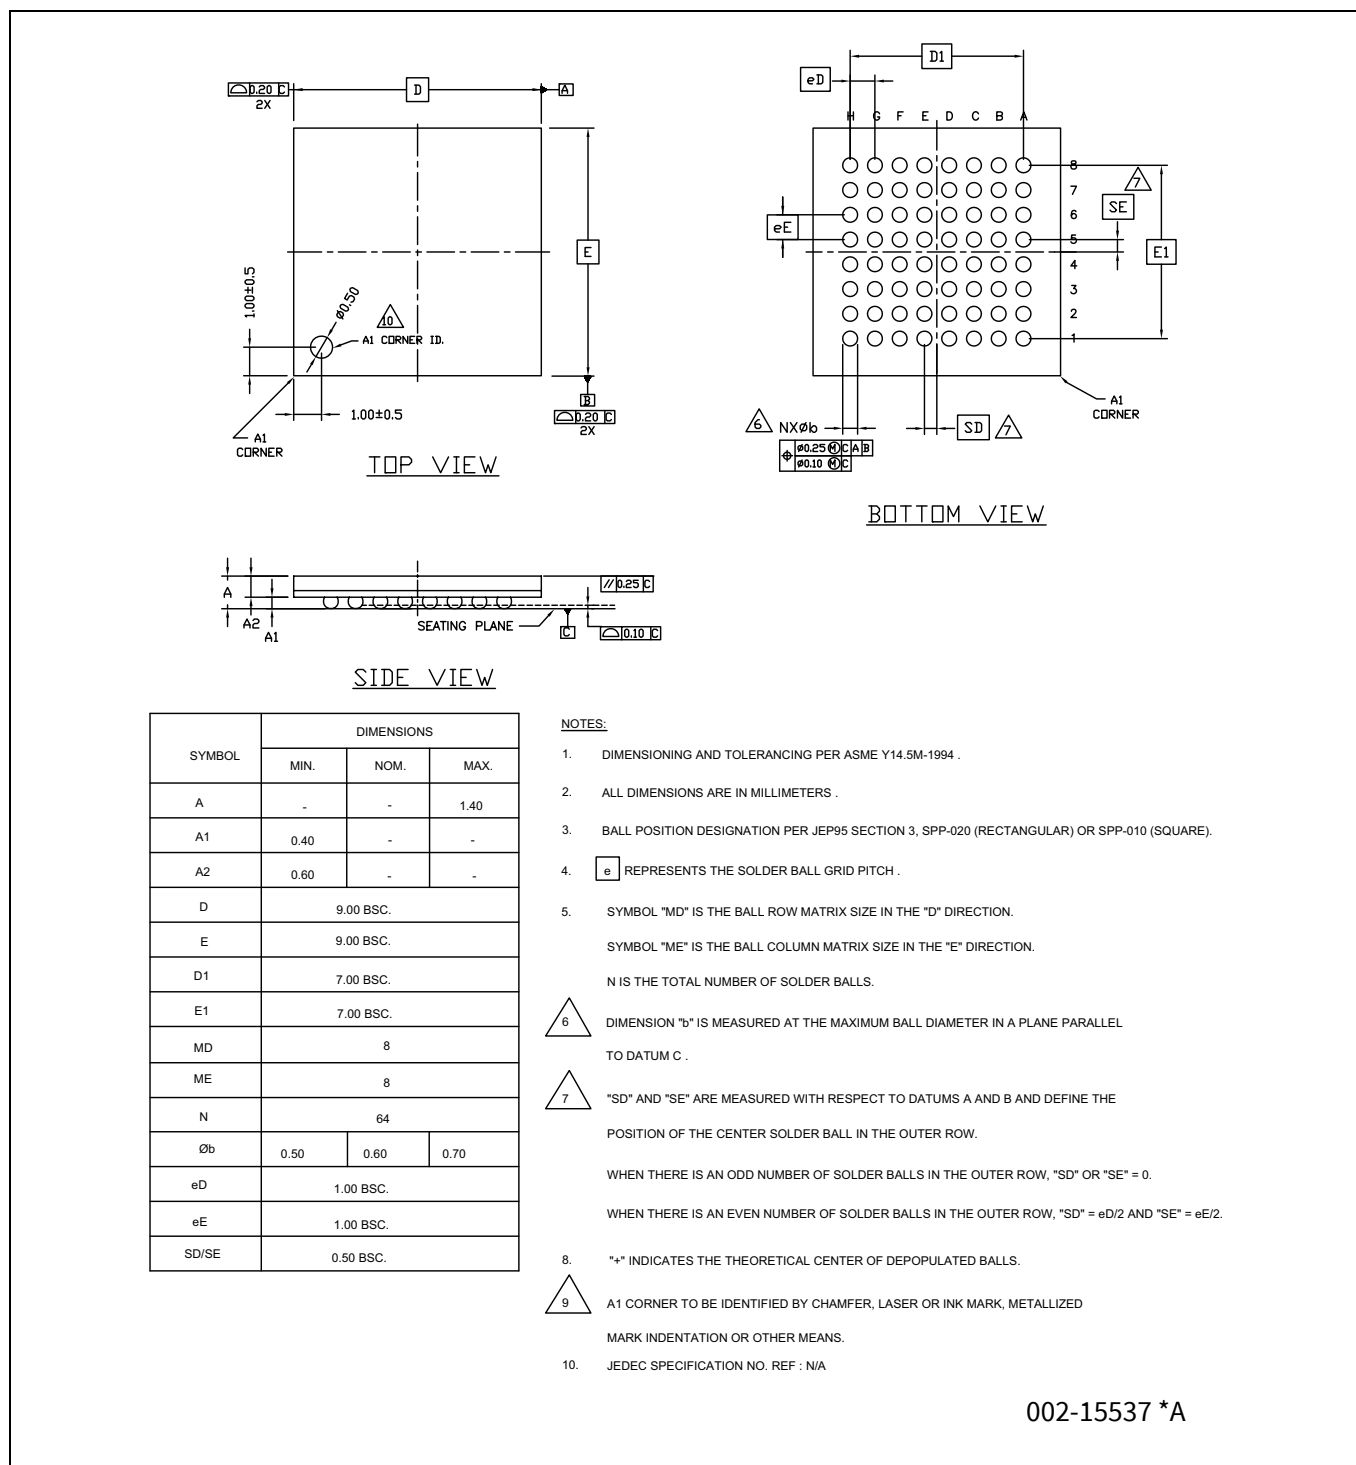 D1
eD
0.20 C
2X
D
A
H G F E D C B A
8
7
6
5
4
3
2
1
7
SE
eE
E
E1
1.00±0.5
ø0.50
10
A1 CORNER ID.
B
0.20 C
2X
1.00±0.5
A1
CORNER
A1
CORNER
6 NXøb
SD 7
ø0.25 M C A B
ø0.10 M C
TOP VIEW
BOTTOM VIEW
A
A2
A1
// 0.25 C
SEATING PLANE
C
0.10 C
SIDE VIEW
SYMBOL DIMENSIONS
MIN. NOM. MAX.
A - - 1.40
A1 0.40 - -
A2 0.60 - -
D 9.00 BSC.
E 9.00 BSC.
D1 7.00 BSC.
E1 7.00 BSC.
MD 8
ME 8
N 64
Øb 0.50 0.60 0.70
eD 1.00 BSC.
eE 1.00 BSC.
SD/SE 0.50 BSC.
NOTES:
1. DIMENSIONING AND TOLERANCING PER ASME Y14.5M-1994 .
2. ALL DIMENSIONS ARE IN MILLIMETERS .
3. BALL POSITION DESIGNATION PER JEP95 SECTION 3, SPP-020 (RECTANGULAR) OR SPP-010 (SQUARE).
4. e REPRESENTS THE SOLDER BALL GRID PITCH .
5. SYMBOL "MD" IS THE BALL ROW MATRIX SIZE IN THE "D" DIRECTION.
SYMBOL "ME" IS THE BALL COLUMN MATRIX SIZE IN THE "E" DIRECTION.
N IS THE TOTAL NUMBER OF SOLDER BALLS.
6 DIMENSION "b" IS MEASURED AT THE MAXIMUM BALL DIAMETER IN A PLANE PARALLEL
TO DATUM C .
7 "SD" AND "SE" ARE MEASURED WITH RESPECT TO DATUMS A AND B AND DEFINE THE
POSITION OF THE CENTER SOLDER BALL IN THE OUTER ROW.
WHEN THERE IS AN ODD NUMBER OF SOLDER BALLS IN THE OUTER ROW, "SD" OR "SE" = 0.
WHEN THERE IS AN EVEN NUMBER OF SOLDER BALLS IN THE OUTER ROW, "SD" = eD/2 AND "SE" = eE/2.
8. "+" INDICATES THE THEORETICAL CENTER OF DEPOPULATED BALLS.
9 A1 CORNER TO BE IDENTIFIED BY CHAMFER, LASER OR INK MARK, METALLIZED
MARK INDENTATION OR OTHER MEANS.
10. JEDEC SPECIFICATION NO. REF : N/A
002-15537 *A